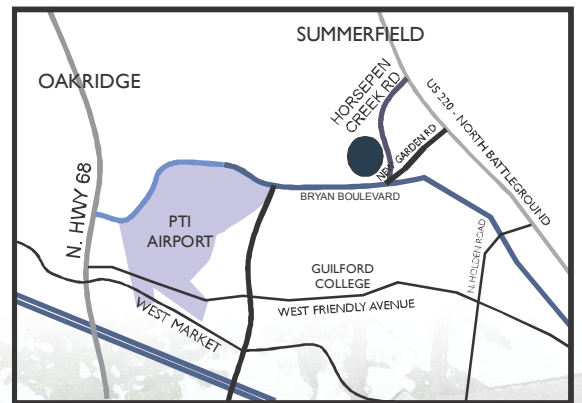 SUMMERFIELD
OAKRIDGE
HORSEPEN
CREEK RD
US 220 - NORTH BATTLEGROUND
NEW GARDEN RD
N. HWY 68
BRYAN BOULEVARD
PTI
AIRPORT
N. HOLDEN ROAD
GUILFORD
COLLEGE
WEST FRIENDLY AVENUE
WEST MARKET